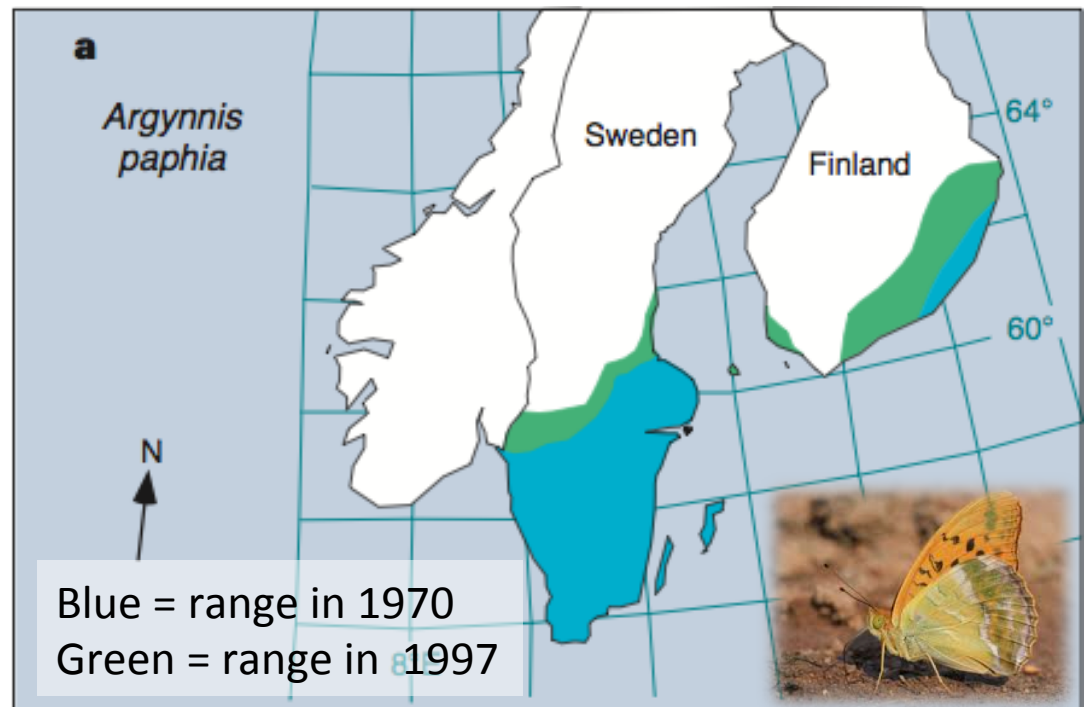 a
Argynnis
paphia
Sweden
Finland
64°
60°
N
Blue = range in 1970
Green = range in 1997